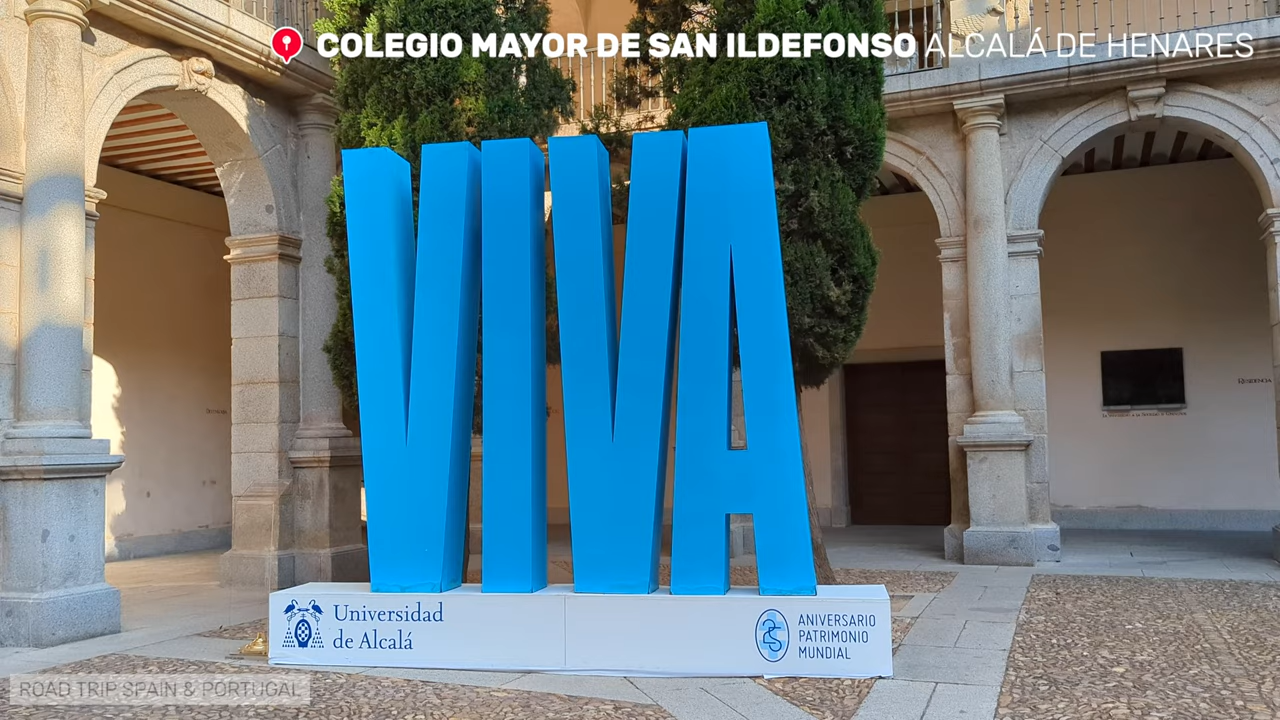 COLEGIO MAYOR DE SAN ILDEFONSO ALCALÁ DE HENARES
VIVA
Universidad
de Alcalá
25
ANIVERSARIO
PATRIMONIO
MUNDIAL
ROAD TRIP SPAIN & PORTUGAL